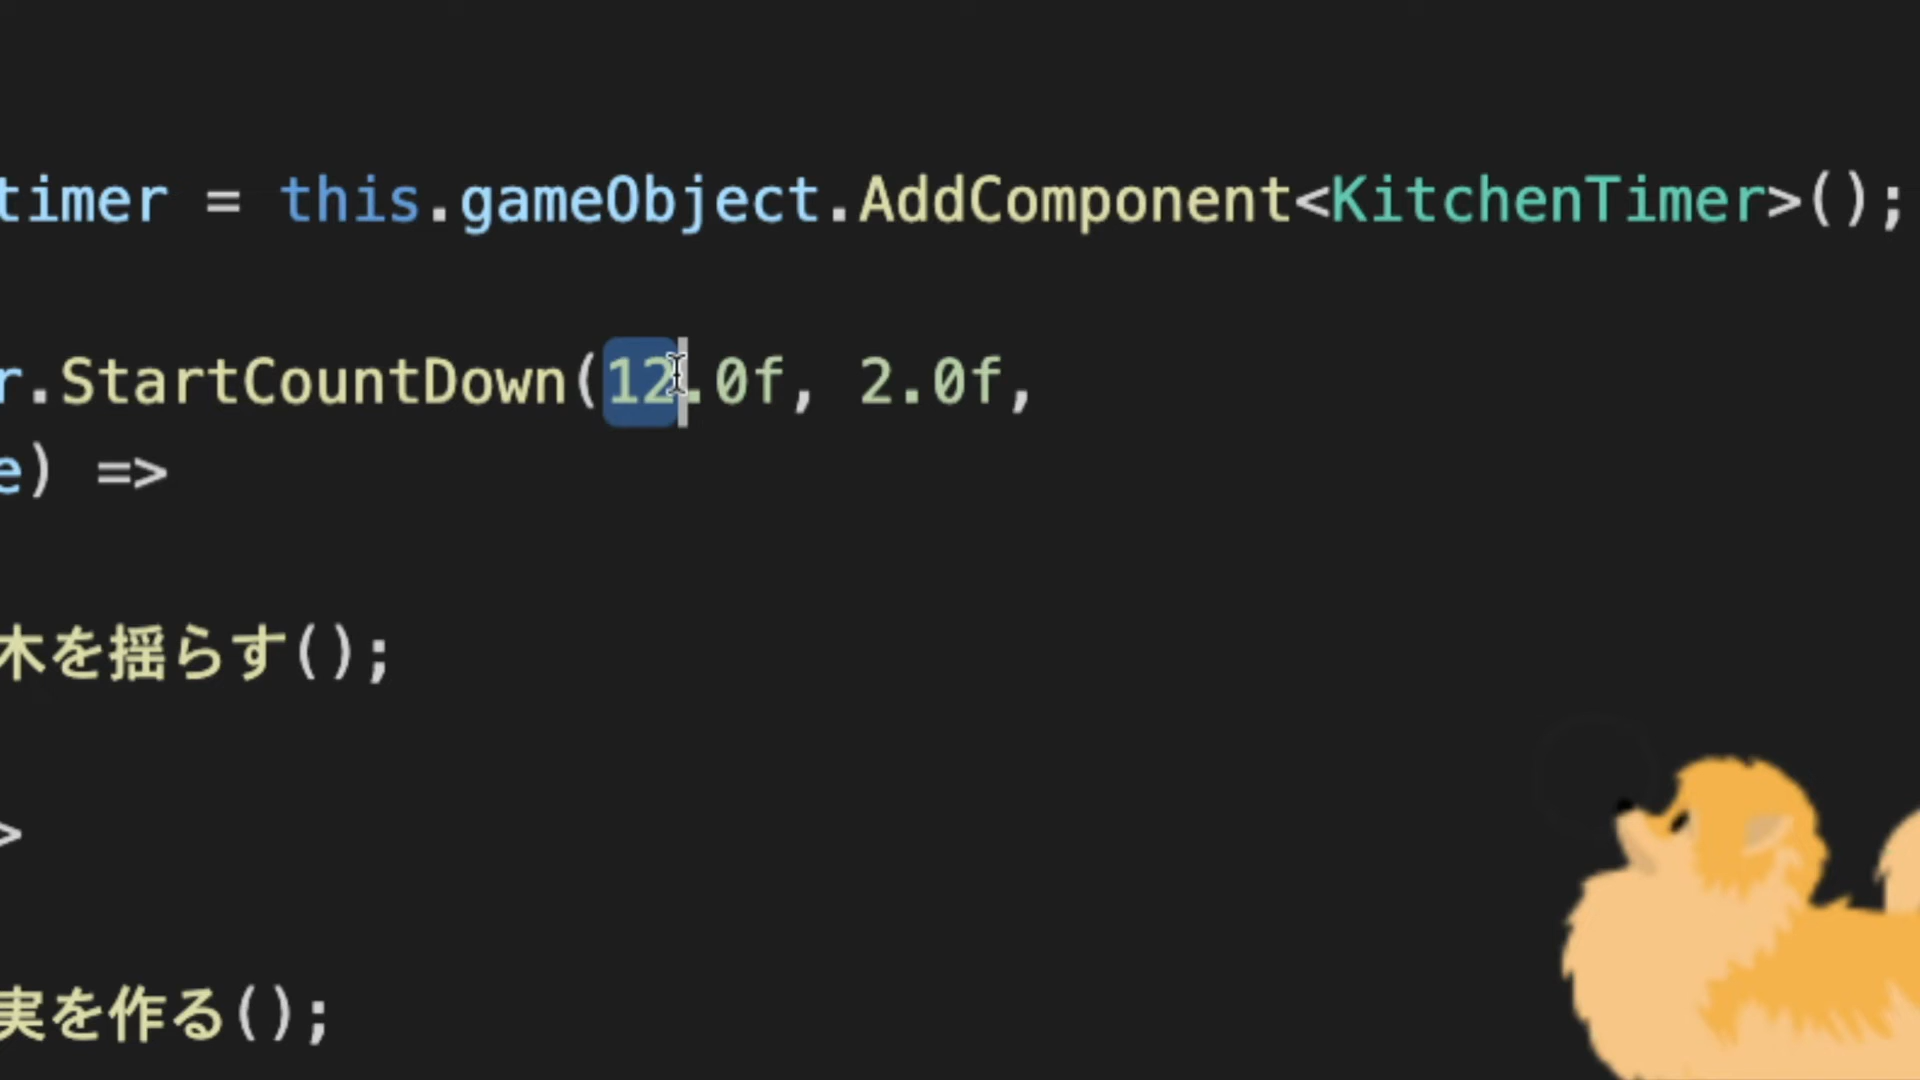 timer = this.gameObject.AddComponent<KitchenTimer>();
r.StartCountDown(12.0f, 2.0f,
e) =>
木を揺らす();
>
実を作る();